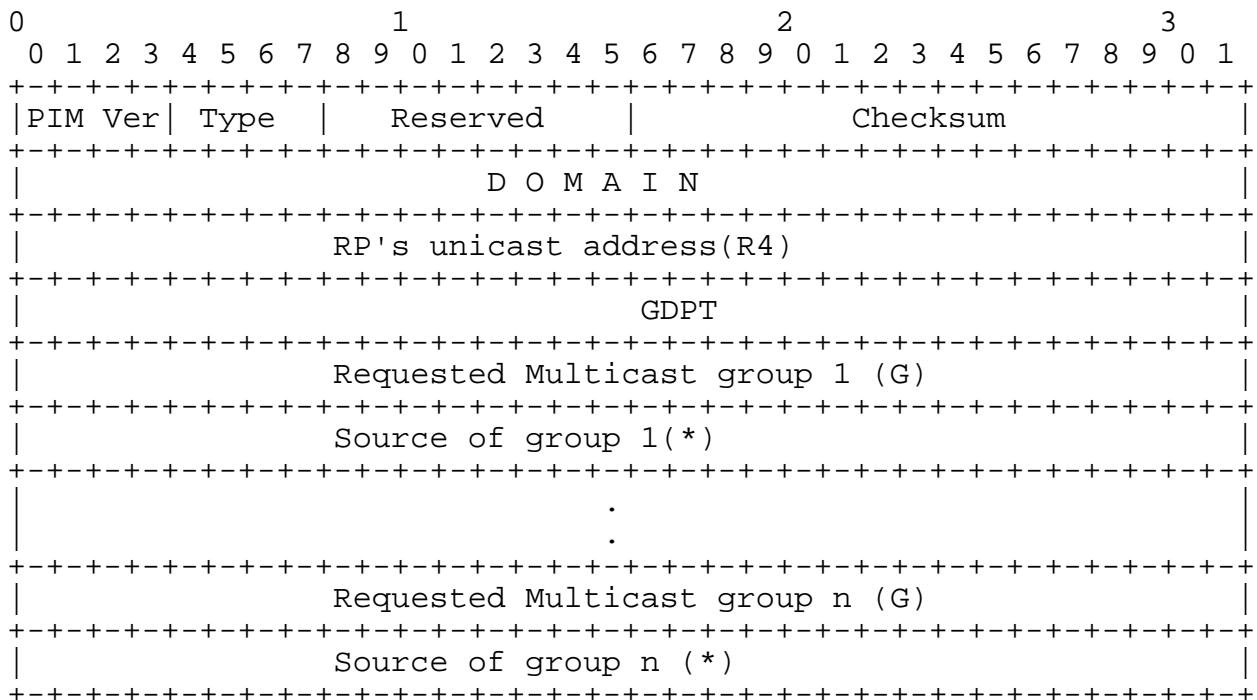 0                   1                   2                   3
 0 1 2 3 4 5 6 7 8 9 0 1 2 3 4 5 6 7 8 9 0 1 2 3 4 5 6 7 8 9 0 1
+-+-+-+-+-+-+-+-+-+-+-+-+-+-+-+-+-+-+-+-+-+-+-+-+-+-+-+-+-+-+-+-+
|PIM Ver| Type  |   Reserved    |           Checksum            |
+-+-+-+-+-+-+-+-+-+-+-+-+-+-+-+-+-+-+-+-+-+-+-+-+-+-+-+-+-+-+-+-+
|                        D O M A I N                            |
+-+-+-+-+-+-+-+-+-+-+-+-+-+-+-+-+-+-+-+-+-+-+-+-+-+-+-+-+-+-+-+-+
|                RP's unicast address(R4)                       |
+-+-+-+-+-+-+-+-+-+-+-+-+-+-+-+-+-+-+-+-+-+-+-+-+-+-+-+-+-+-+-+-+
|                                GDPT                           |
+-+-+-+-+-+-+-+-+-+-+-+-+-+-+-+-+-+-+-+-+-+-+-+-+-+-+-+-+-+-+-+-+
|                Requested Multicast group 1 (G)                |
+-+-+-+-+-+-+-+-+-+-+-+-+-+-+-+-+-+-+-+-+-+-+-+-+-+-+-+-+-+-+-+-+
|                Source of group 1(*)                           |
+-+-+-+-+-+-+-+-+-+-+-+-+-+-+-+-+-+-+-+-+-+-+-+-+-+-+-+-+-+-+-+-+
|                              .                                |
|                              .                                |
+-+-+-+-+-+-+-+-+-+-+-+-+-+-+-+-+-+-+-+-+-+-+-+-+-+-+-+-+-+-+-+-+
|                Requested Multicast group n (G)                |
+-+-+-+-+-+-+-+-+-+-+-+-+-+-+-+-+-+-+-+-+-+-+-+-+-+-+-+-+-+-+-+-+
|                Source of group n (*)                          |
+-+-+-+-+-+-+-+-+-+-+-+-+-+-+-+-+-+-+-+-+-+-+-+-+-+-+-+-+-+-+-+-+